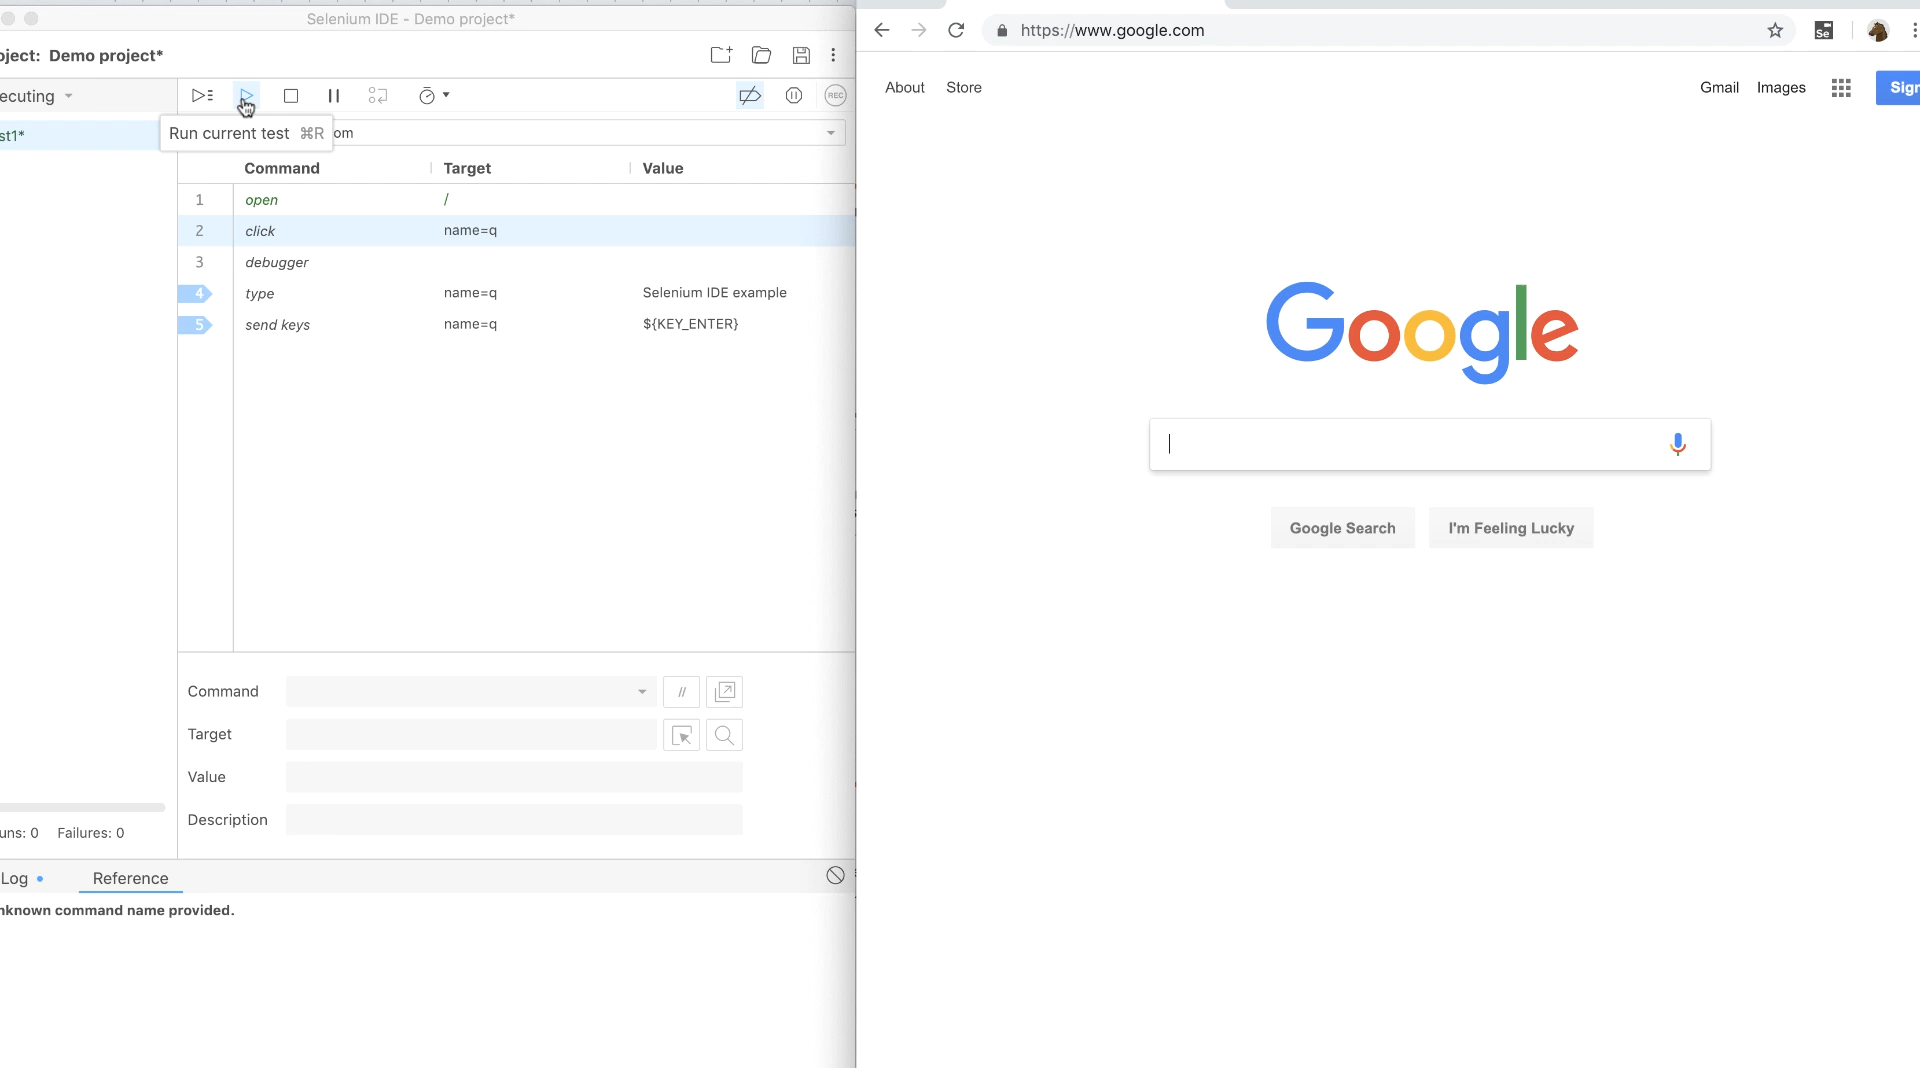 Selenium IDE - Demo project*
oject: Demo project*
ecuting
st1*
REC
Run current test ⌘R
om
Command Target Value
1 open /
2 click name=q
3 debugger
4 type name=q Selenium IDE example
5 send keys name=q ${KEY_ENTER}
Command //
Target
Value
Description
uns: 0 Failures: 0
Log Reference
nknown command name provided.
https://www.google.com
Se
About Store
Gmail Images Sign
Google
Google Search I'm Feeling Lucky